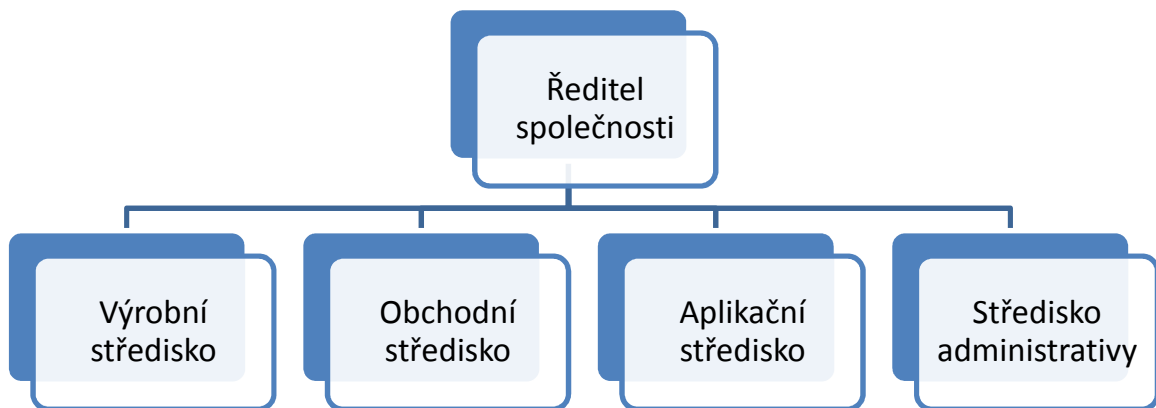 Ředitel
společnosti
Výrobní
středisko
Obchodní
středisko
Aplikační
středisko
Středisko
administrativy